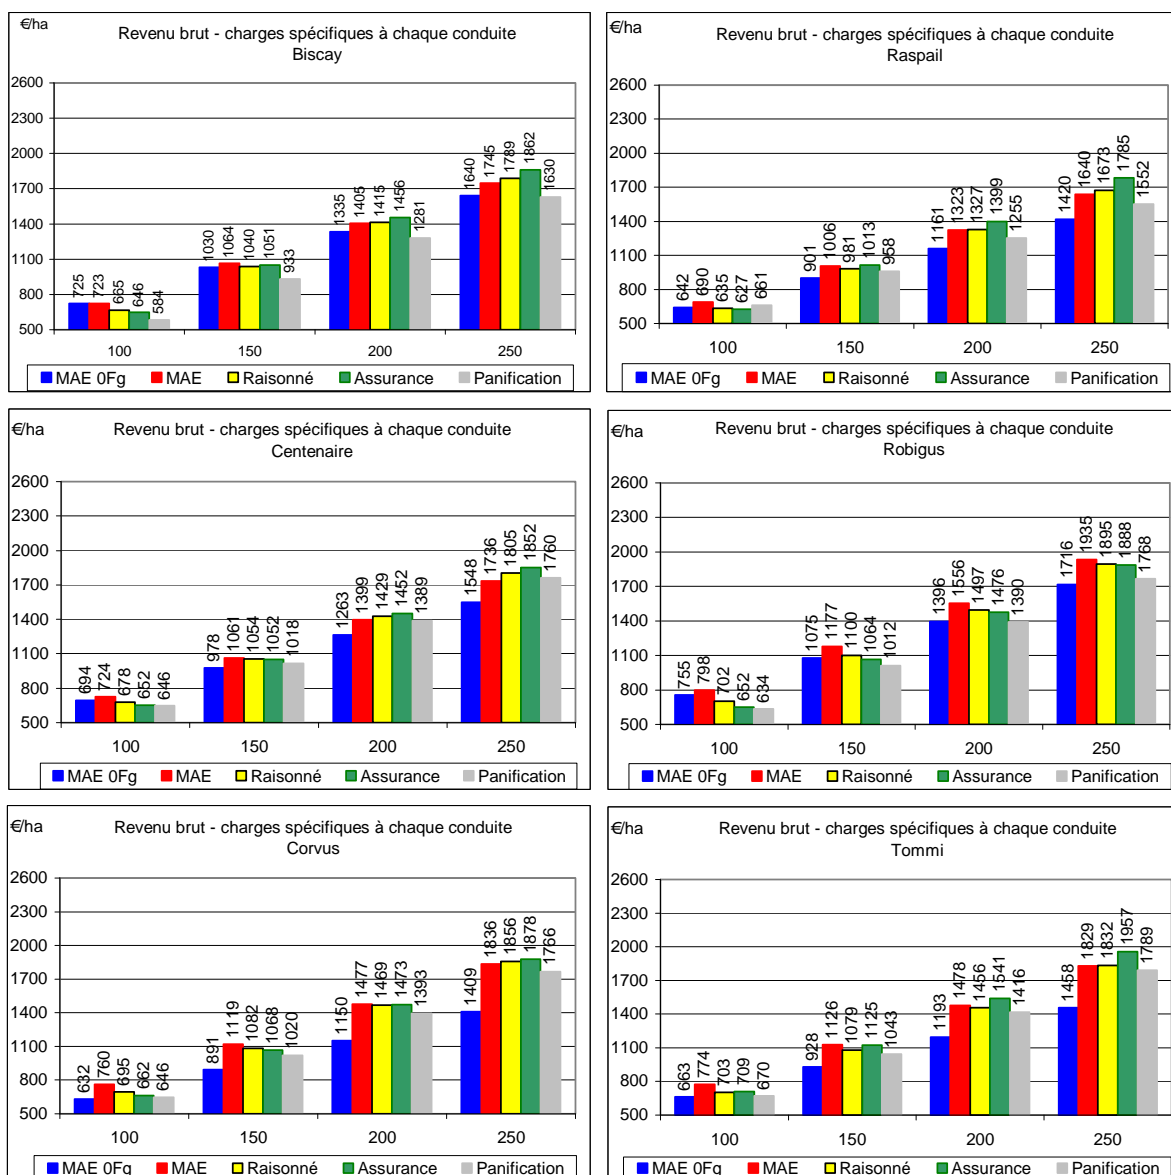 €/ha
Revenu brut - charges spécifiques à chaque conduite
Biscay
2600
2300
2000
1700
1400
1100
800
500
725 723 665 646 584
1030 1064 1040 1051 933
1335 1405 1415 1456 1281
1640 1745 1789 1862 1630
100 150 200 250
MAE 0Fg MAE Raisonné Assurance Panification
€/ha
Revenu brut - charges spécifiques à chaque conduite
Raspail
2600
2300
2000
1700
1400
1100
800
500
642 690 635 627 661
901 1006 981 1013 958
1161 1323 1327 1399 1255
1420 1640 1673 1785 1552
100 150 200 250
MAE 0Fg MAE Raisonné Assurance Panification
€/ha
Revenu brut - charges spécifiques à chaque conduite
Centenaire
2600
2300
2000
1700
1400
1100
800
500
694 724 678 652 646
978 1061 1054 1052 1018
1263 1399 1429 1452 1389
1548 1736 1805 1852 1760
100 150 200 250
MAE 0Fg MAE Raisonné Assurance Panification
€/ha
Revenu brut - charges spécifiques à chaque conduite
Robigus
2600
2300
2000
1700
1400
1100
800
500
755 798 702 652 634
1075 1177 1100 1064 1012
1396 1556 1497 1476 1390
1716 1935 1895 1888 1768
100 150 200 250
MAE 0Fg MAE Raisonné Assurance Panification
€/ha
Revenu brut - charges spécifiques à chaque conduite
Corvus
2600
2300
2000
1700
1400
1100
800
500
632 760 695 662 646
891 1119 1082 1068 1020
1150 1477 1469 1473 1393
1409 1836 1856 1878 1766
100 150 200 250
MAE 0Fg MAE Raisonné Assurance Panification
€/ha
Revenu brut - charges spécifiques à chaque conduite
Tommi
2600
2300
2000
1700
1400
1100
800
500
663 774 703 709 670
928 1126 1079 1125 1043
1193 1478 1456 1541 1416
1458 1829 1832 1957 1789
100 150 200 250
MAE 0Fg MAE Raisonné Assurance Panification